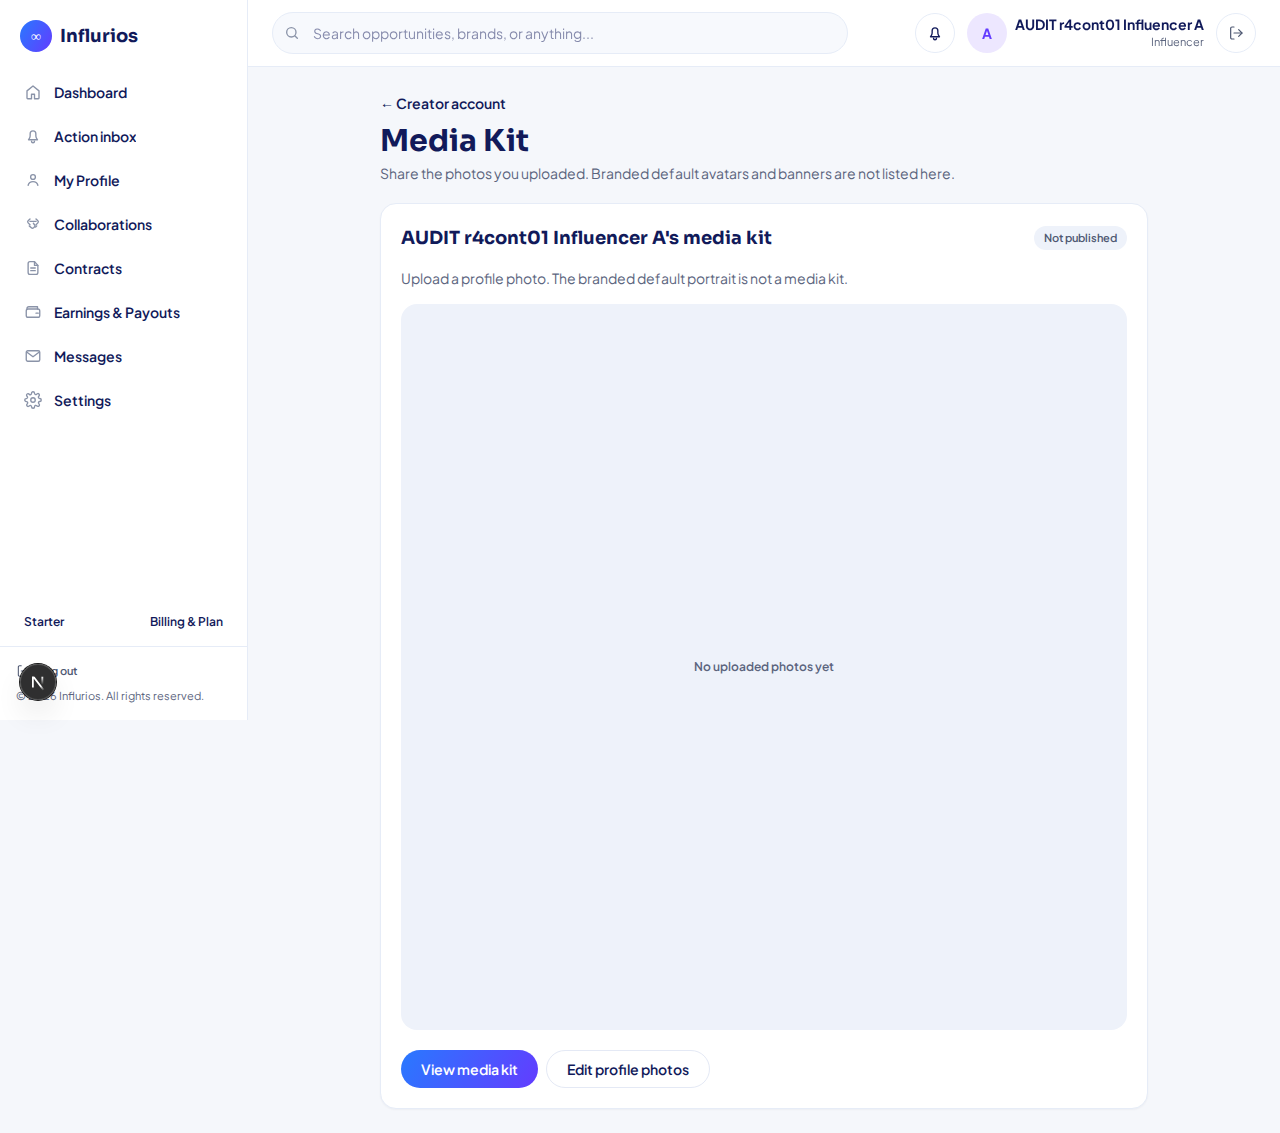 ∞ Influrios
Search opportunities, brands, or anything...
A
AUDIT r4cont01 Influencer A
Influencer
Dashboard
Action inbox
My Profile
Collaborations
Contracts
Earnings & Payouts
Messages
Settings
Starter
Billing & Plan
out
N
© Influrios. All rights reserved.
← Creator account
Media Kit
Share the photos you uploaded. Branded default avatars and banners are not listed here.
AUDIT r4cont01 Influencer A's media kit
Not published
Upload a profile photo. The branded default portrait is not a media kit.
No uploaded photos yet
View media kit
Edit profile photos